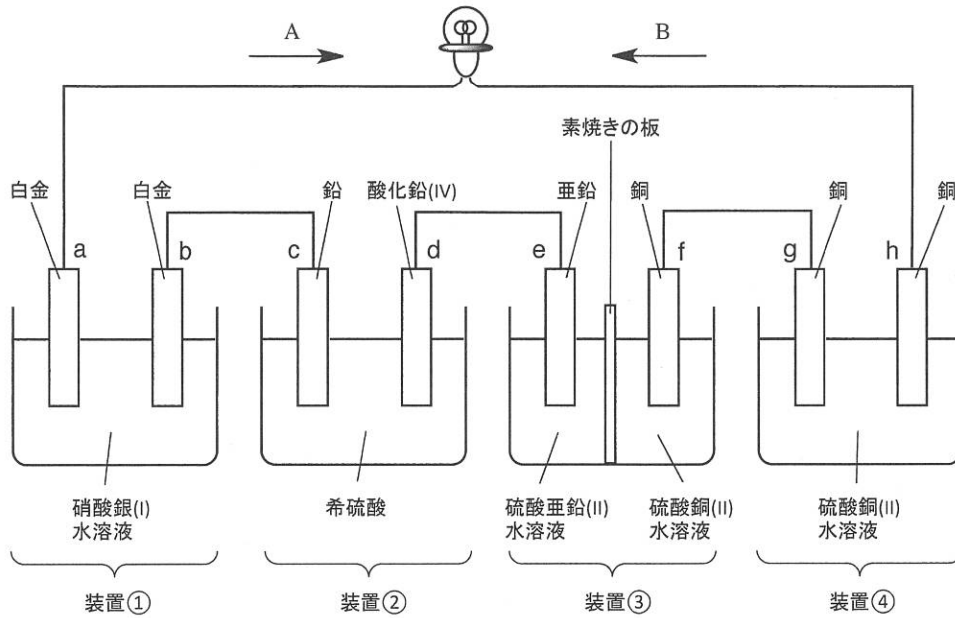 A
B
素焼きの板
白金
白金
鉛
酸化鉛(IV)
亜鉛
銅
銅
銅
a
b
c
d
e
f
g
h
硝酸銀(I)
水溶液
希硫酸
硫酸亜鉛(II)
水溶液
硫酸銅(II)
水溶液
硫酸銅(II)
水溶液
装置①
装置②
装置③
装置④